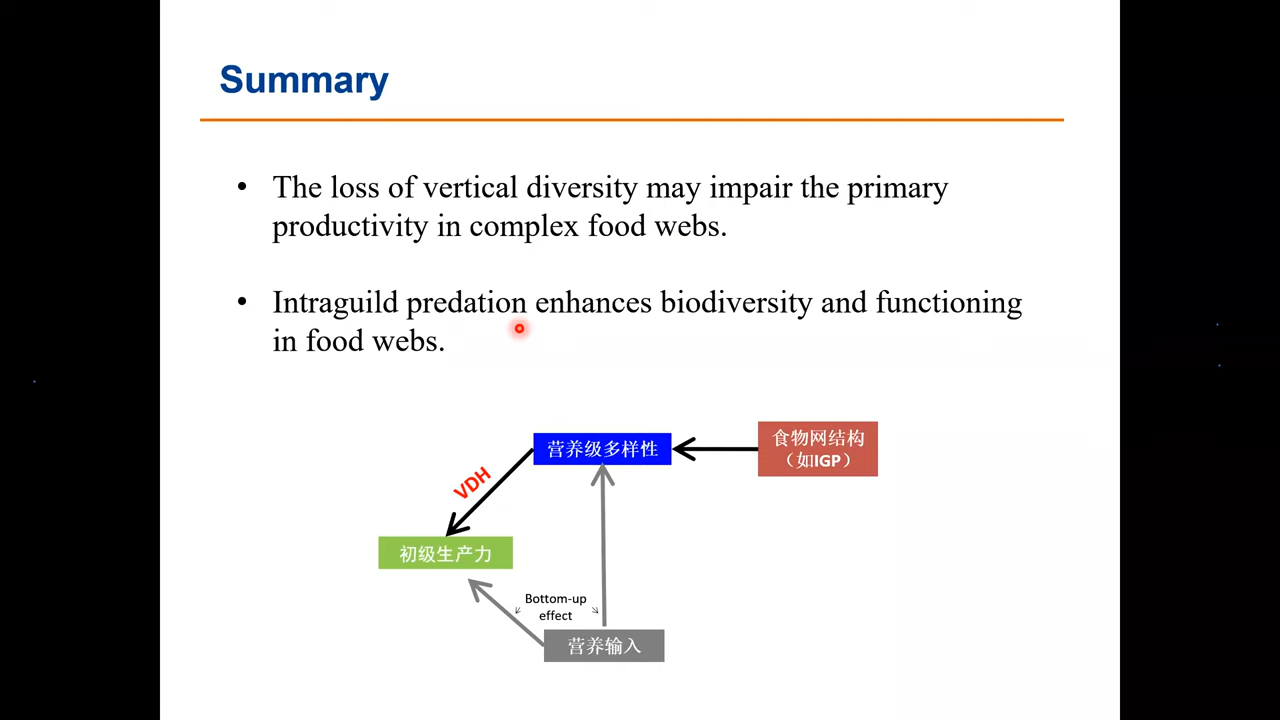 Summary
• The loss of vertical diversity may impair the primary
productivity in complex food webs.
• Intraguild predation enhances biodiversity and functioning
in food webs.
营养级多样性
食物网结构
（如IGP）
VDH
初级生产力
Bottom-up
effect
营养输入